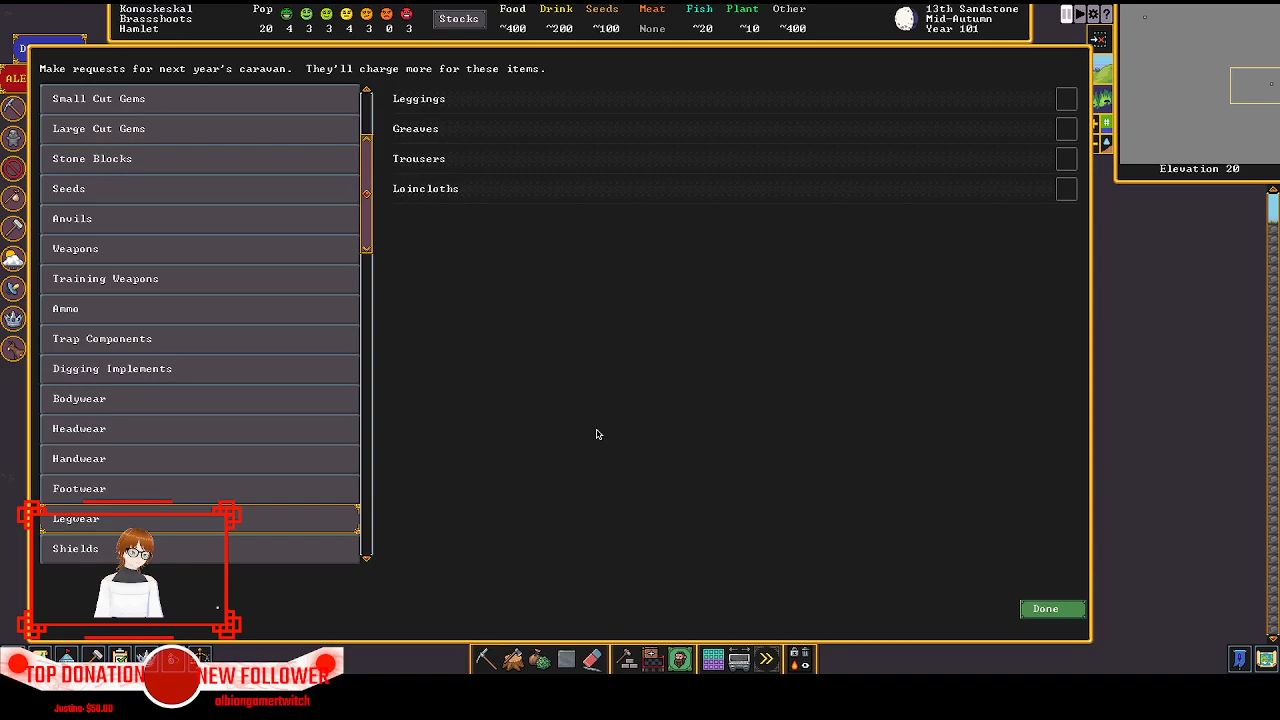 Konoskeskal
Brassshoots
Hamlet
Pop
20 4 3 3 4 3 0 3
Stocks
Food Drink Seeds Meat Fish Plant Other
~400 ~200 ~100 None ~20 ~10 ~400
13th Sandstone
Mid-Autumn
Year 101
D
ALE
Elevation 20
Make requests for next year's caravan. They'll charge more for these items.
Small Cut Gems
Large Cut Gems
Stone Blocks
Seeds
Anvils
Weapons
Training Weapons
Ammo
Trap Components
Digging Implements
Bodywear
Headwear
Handwear
Footwear
Legwear
Shields
Leggings
Greaves
Trousers
Loincloths
Done
TOP DONATION
Justino- $50.00
NEW FOLLOWER
albiangamertwitch